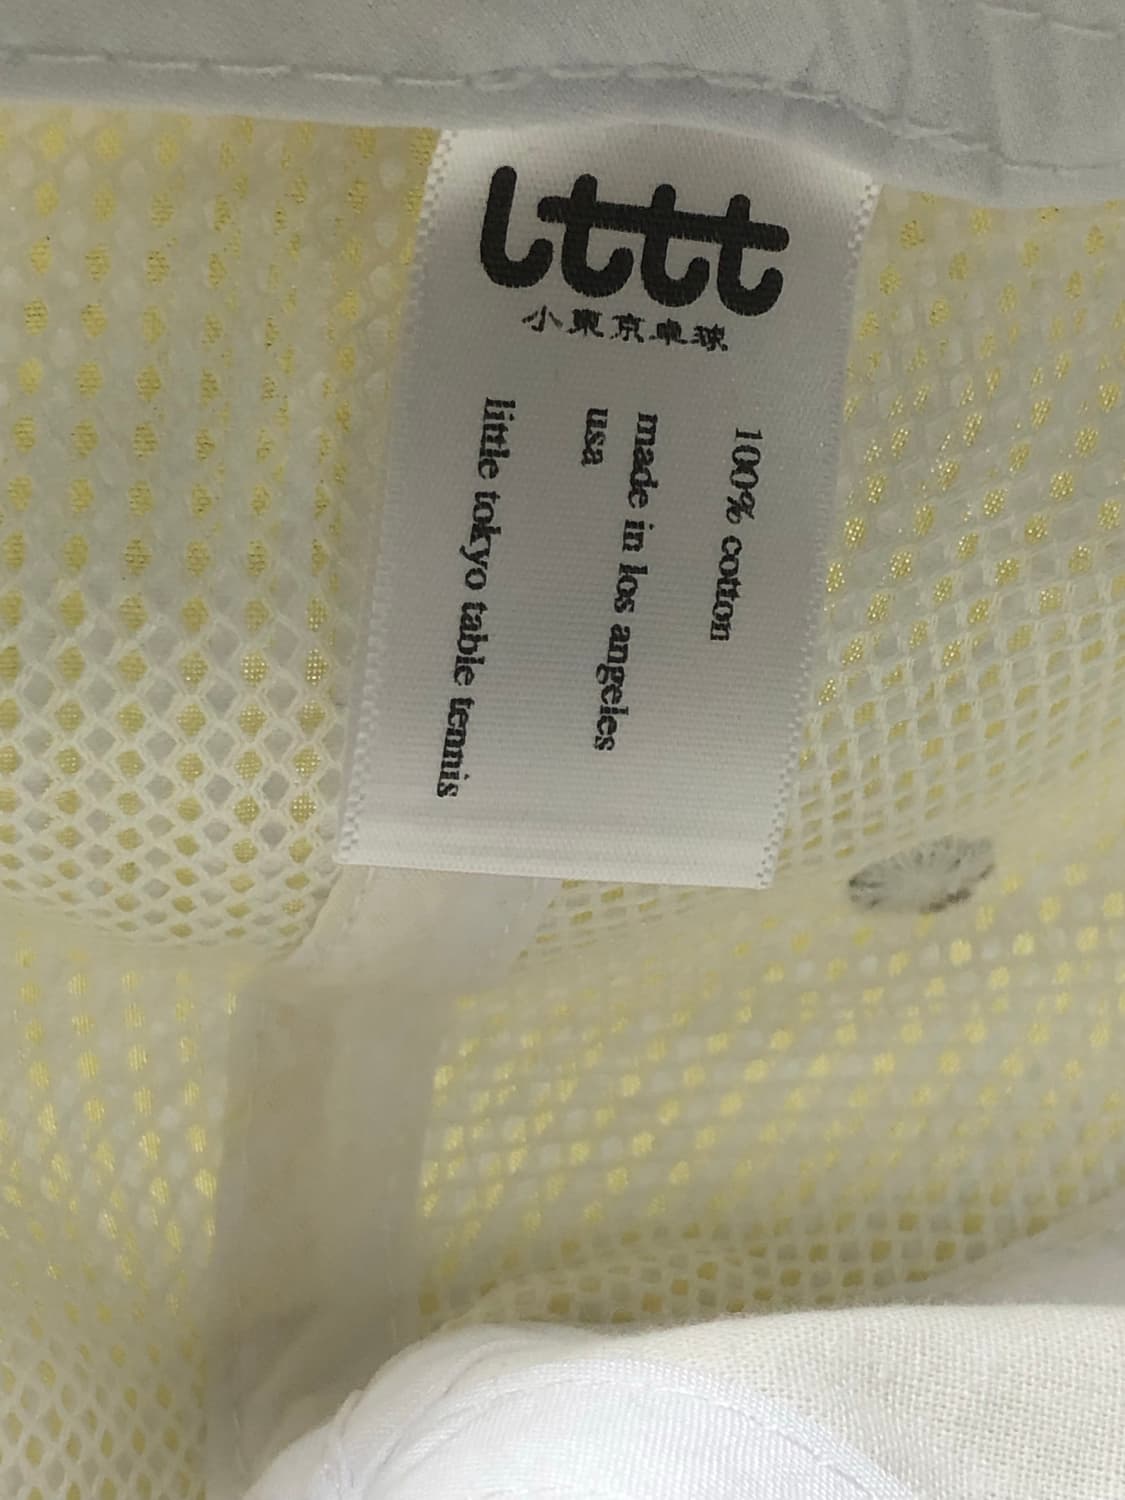 lttt
小東京卓球
100% cotton
made in los angeles
usa
little tokyo table tennis